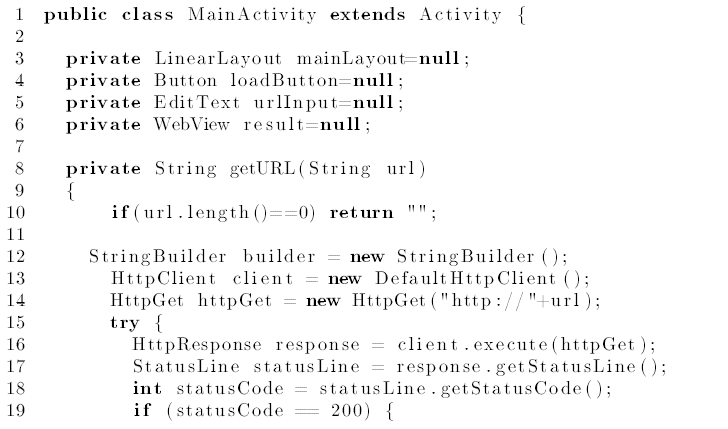 1 public class MainActivity extends Activity {
2
3 private LinearLayout mainLayout=null;
4 private Button loadButton=null;
5 private EditText urlInput=null;
6 private WebView result=null;
7
8 private String getURL(String url)
9 {
10 if(url.length()==0) return "";
11
12 StringBuilder builder = new StringBuilder();
13 HttpClient client = new DefaultHttpClient();
14 HttpGet httpGet = new HttpGet("http://"+url);
15 try {
16 HttpResponse response = client.execute(httpGet);
17 StatusLine statusLine = response.getStatusLine();
18 int statusCode = statusLine.getStatusCode();
19 if (statusCode == 200) {